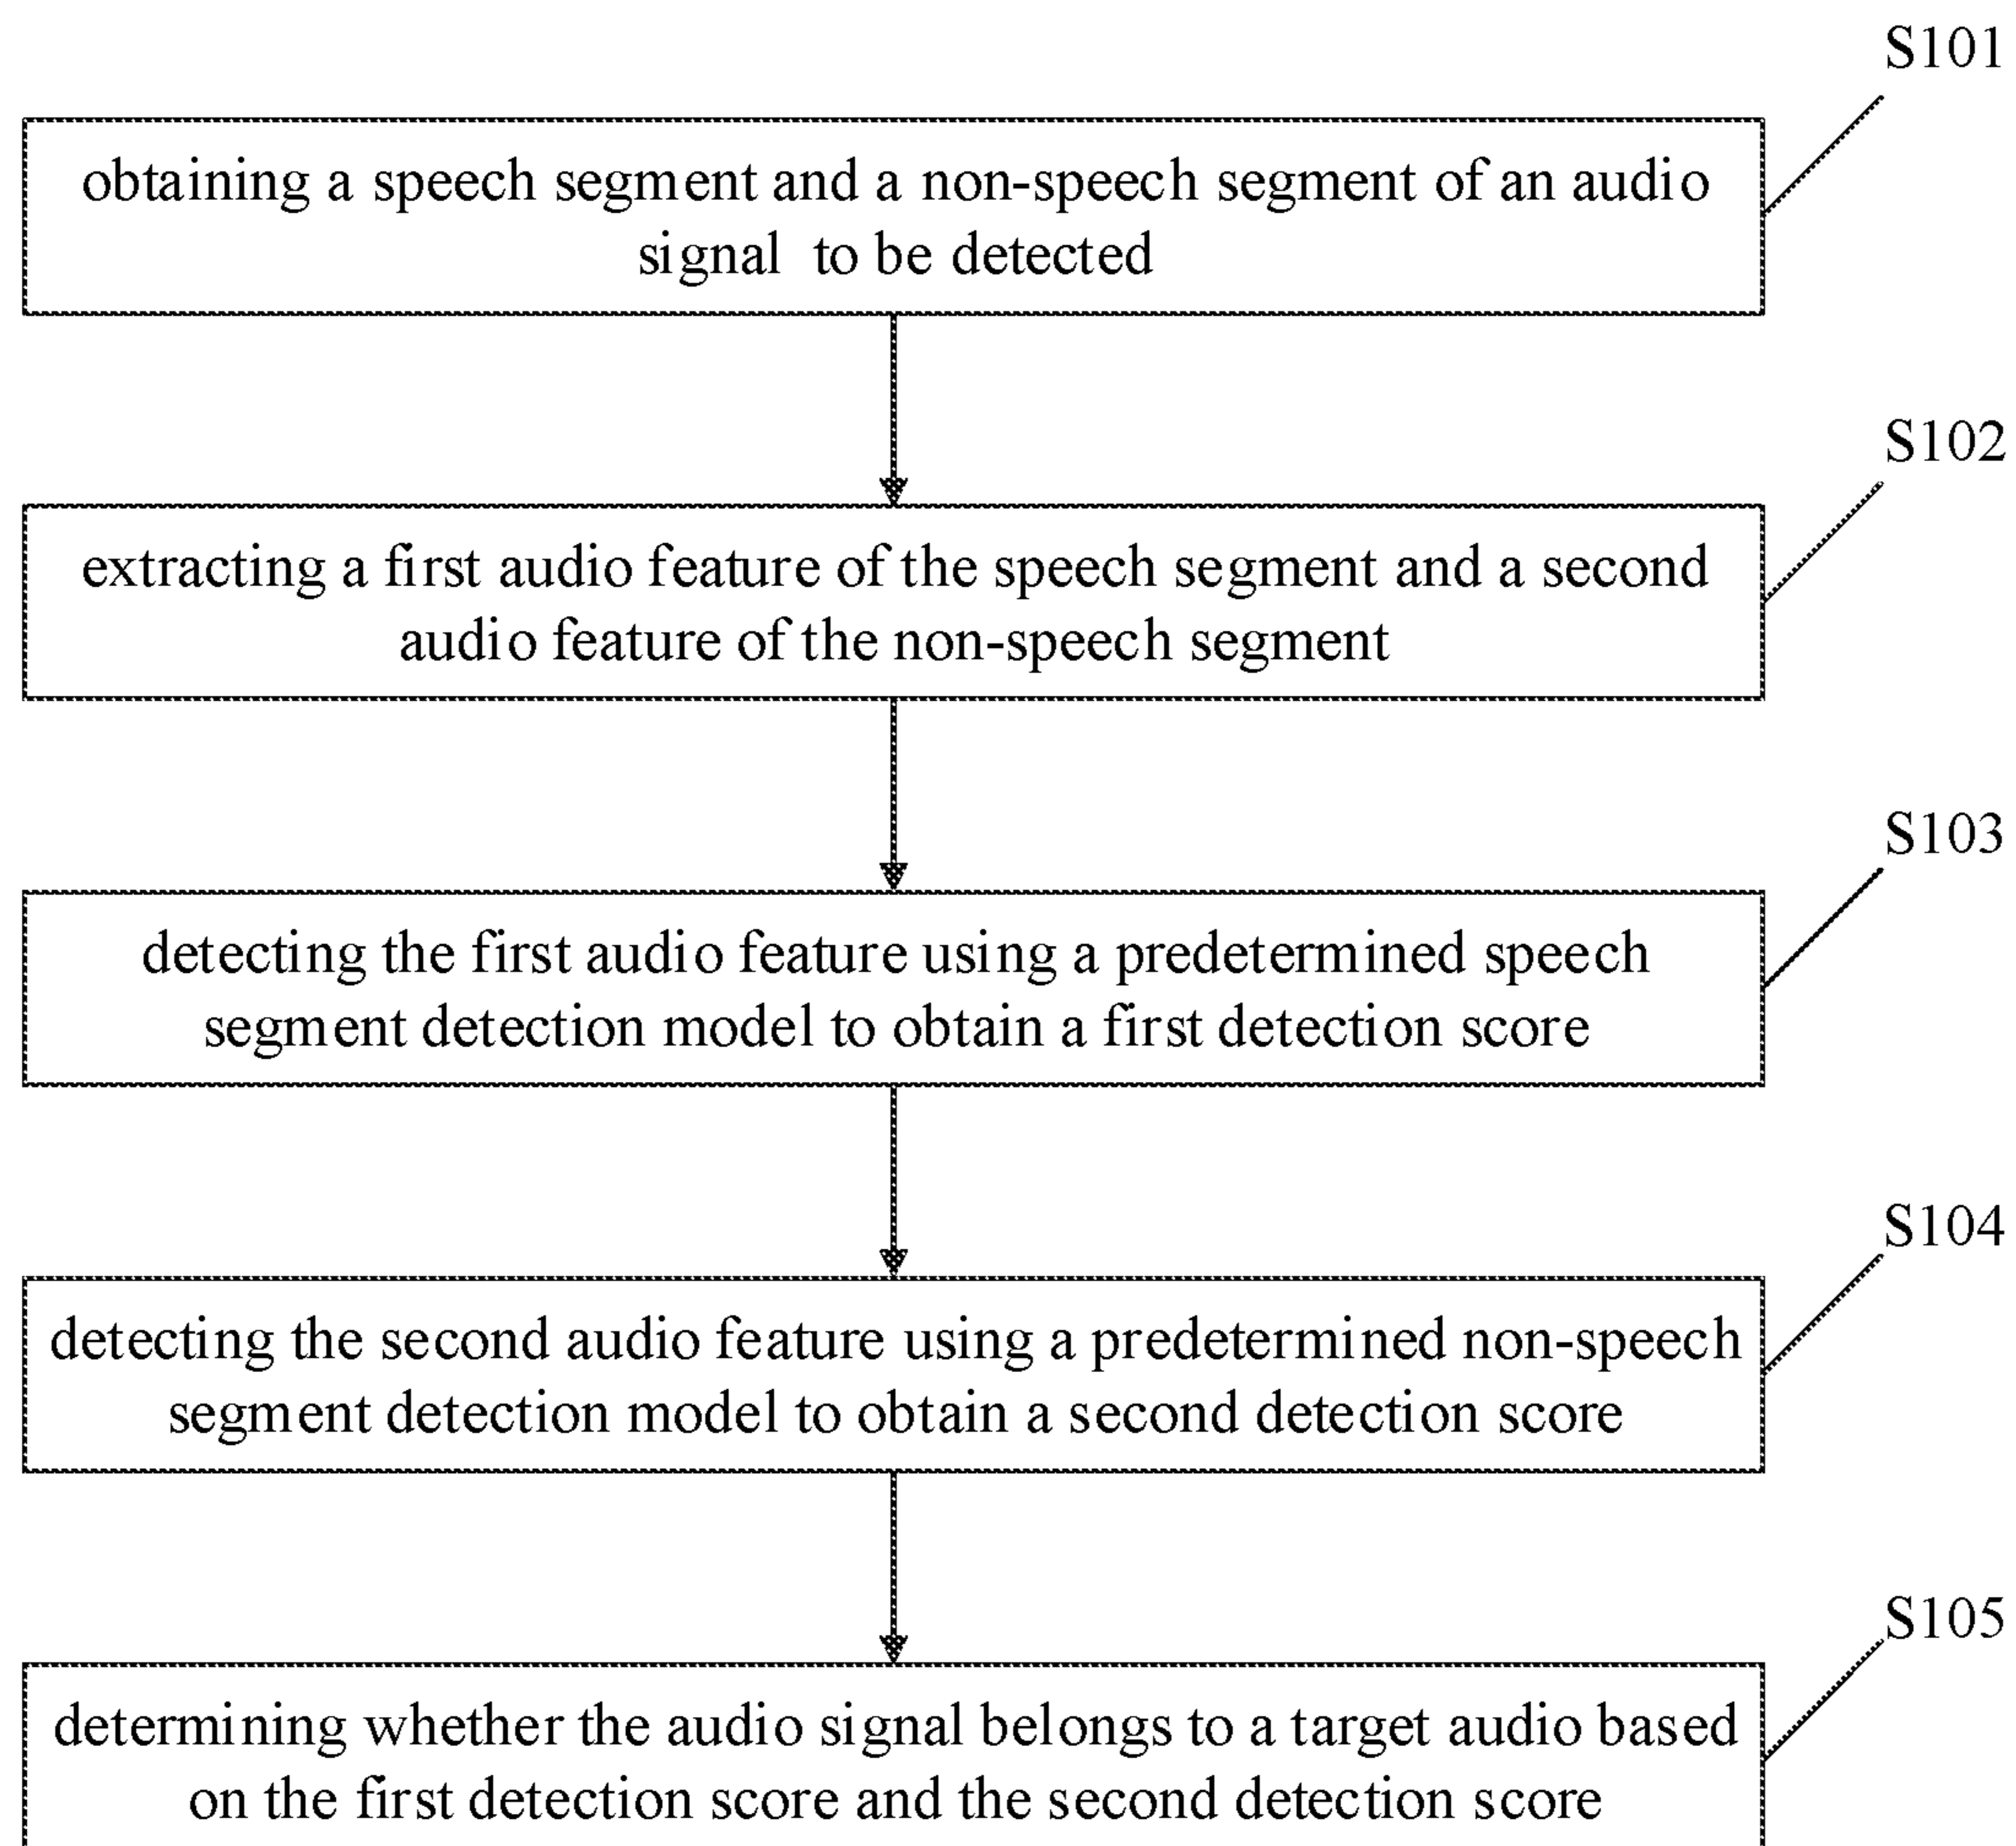 S101
obtaining a speech segment and a non-speech segment of an audio
signal to be detected
S102
extracting a first audio feature of the speech segment and a second
audio feature of the non-speech segment
S103
detecting the first audio feature using a predetermined speech
segment detection model to obtain a first detection score
S104
detecting the second audio feature using a predetermined non-speech
segment detection model to obtain a second detection score
S105
determining whether the audio signal belongs to a target audio based
on the first detection score and the second detection score